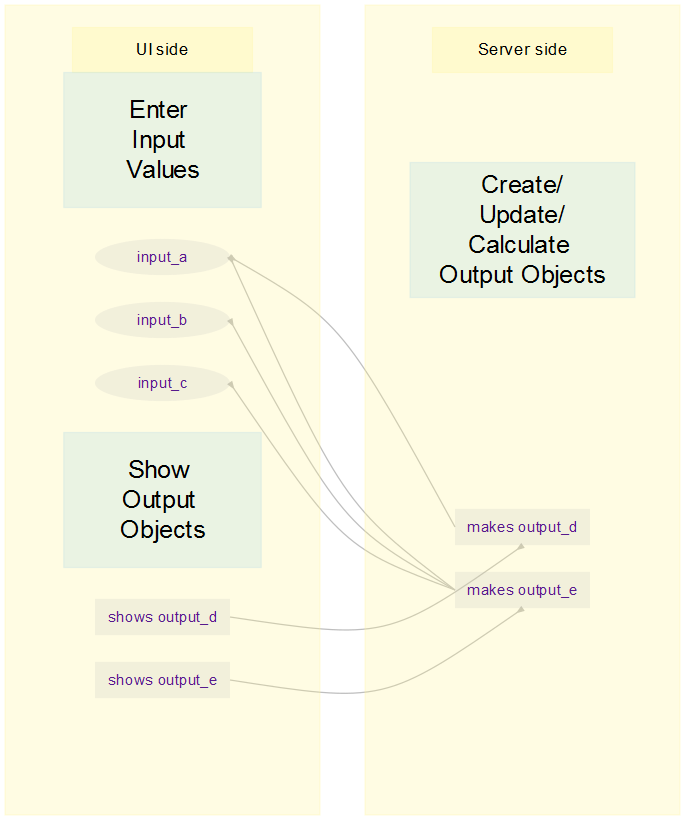 UI side
Enter
Input
Values
input_a
input_b
input_c
Show
Output
Objects
shows output_d
shows output_e
Server side
Create/
Update/
Calculate
Output Objects
makes output_d
makes output_e